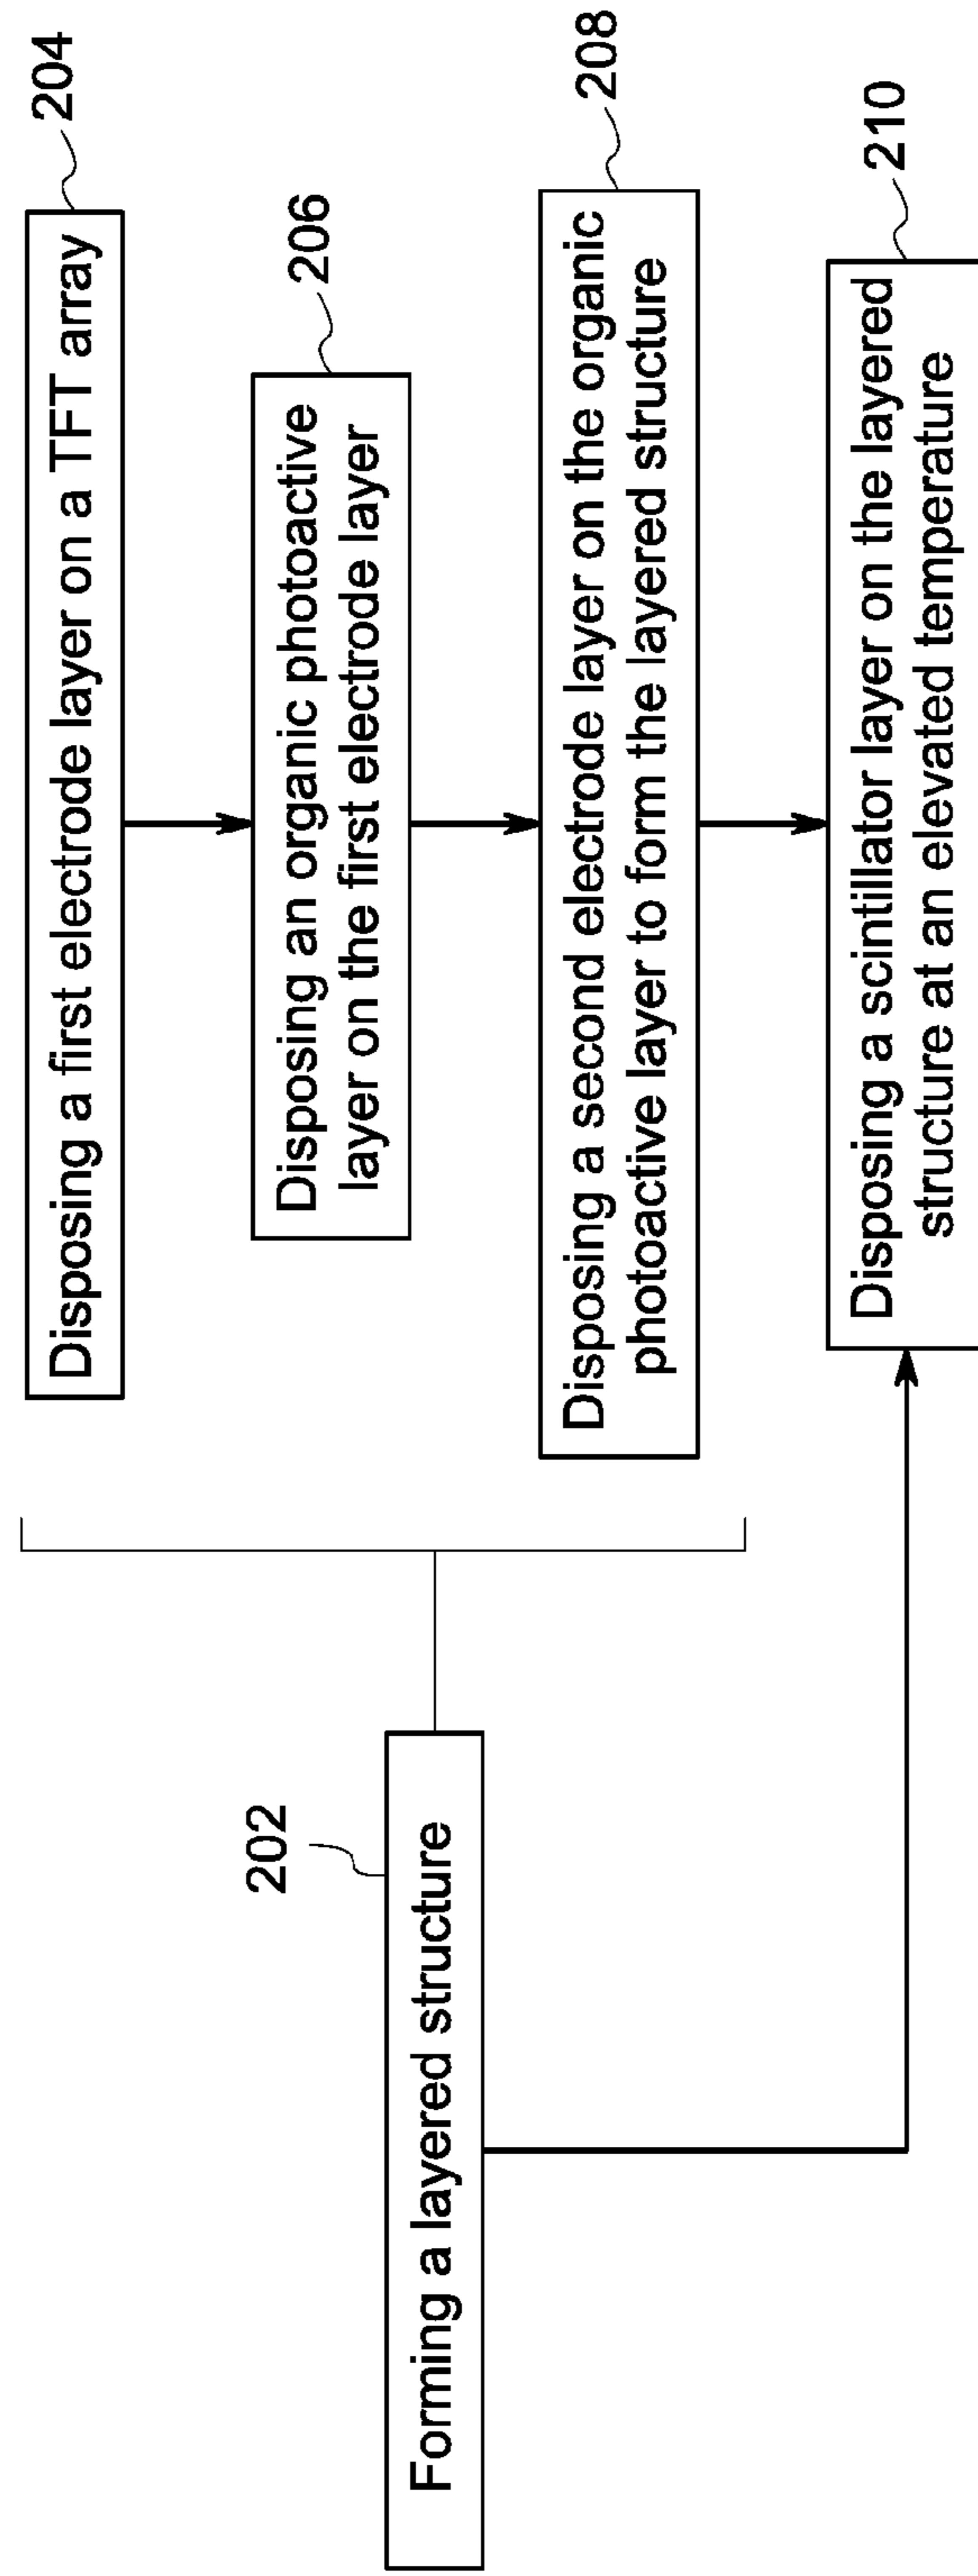 202
Forming a layered structure
Disposing a first electrode layer on a TFT array
204
Disposing an organic photoactive
layer on the first electrode layer
206
Disposing a second electrode layer on the organic
photoactive layer to form the layered structure
208
Disposing a scintillator layer on the layered
structure at an elevated temperature
210